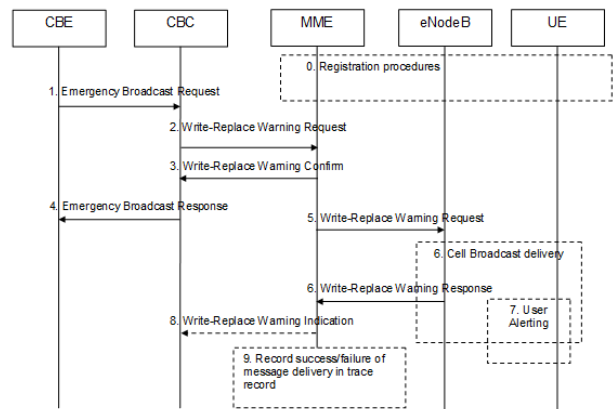 CBE
CBC
MME
eNodeB
UE
0. Registration procedures
1. Emergency Broadcast Request
2. Write-Replace Warning Request
3. Write-Replace Warning Confirm
4. Emergency Broadcast Response
5. Write-Replace Warning Request
6. Cell Broadcast delivery
6. Write-Replace Warning Response
7. User
Alerting
8. Write-Replace Warning Indication
9. Record success/failure of
message delivery in trace
record